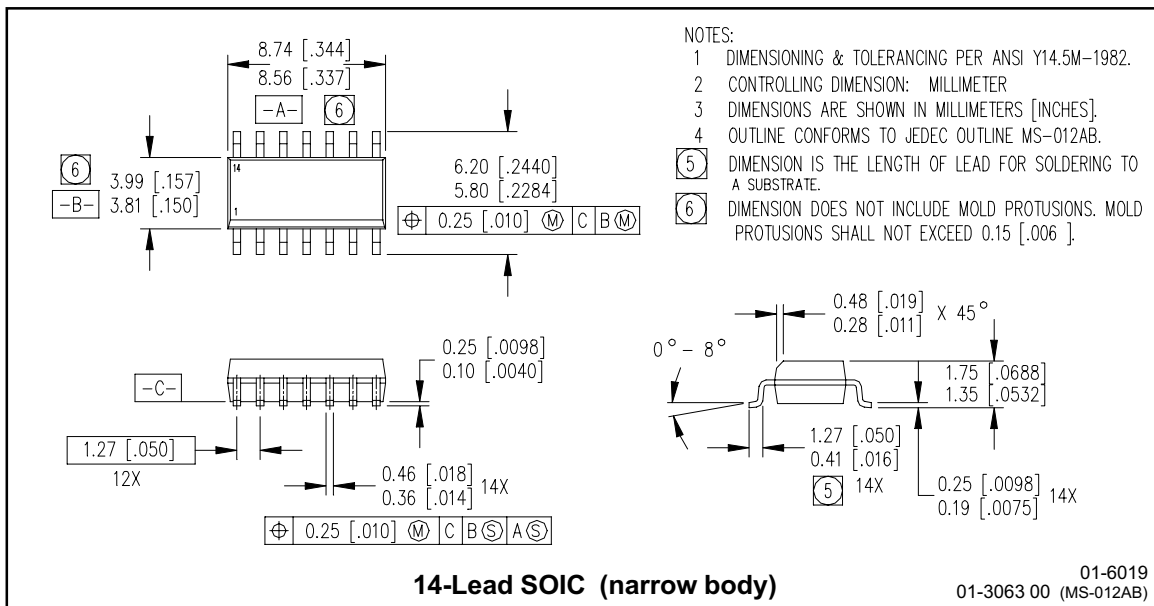 8.74 [.344]
8.56 [.337]
-A- 6
6
3.99 [.157]
3.81 [.150]
-B-
14
1
6.20 [.2440]
5.80 [.2284]
⌖ 0.25 [.010] Ⓜ C B Ⓜ
NOTES:
1 DIMENSIONING & TOLERANCING PER ANSI Y14.5M-1982.
2 CONTROLLING DIMENSION: MILLIMETER
3 DIMENSIONS ARE SHOWN IN MILLIMETERS [INCHES].
4 OUTLINE CONFORMS TO JEDEC OUTLINE MS-012AB.
5 DIMENSION IS THE LENGTH OF LEAD FOR SOLDERING TO
A SUBSTRATE.
6 DIMENSION DOES NOT INCLUDE MOLD PROTUSIONS. MOLD
PROTUSIONS SHALL NOT EXCEED 0.15 [.006 ].
-C-
0.25 [.0098]
0.10 [.0040]
1.27 [.050]
12X
0.46 [.018]
0.36 [.014] 14X
⌖ 0.25 [.010] Ⓜ C B Ⓢ A Ⓢ
0.48 [.019]
0.28 [.011] X 45°
0°-8°
1.75 [.0688]
1.35 [.0532]
1.27 [.050]
0.41 [.016]
5 14X
0.25 [.0098]
0.19 [.0075] 14X
14-Lead SOIC (narrow body)
01-6019
01-3063 00 (MS-012AB)